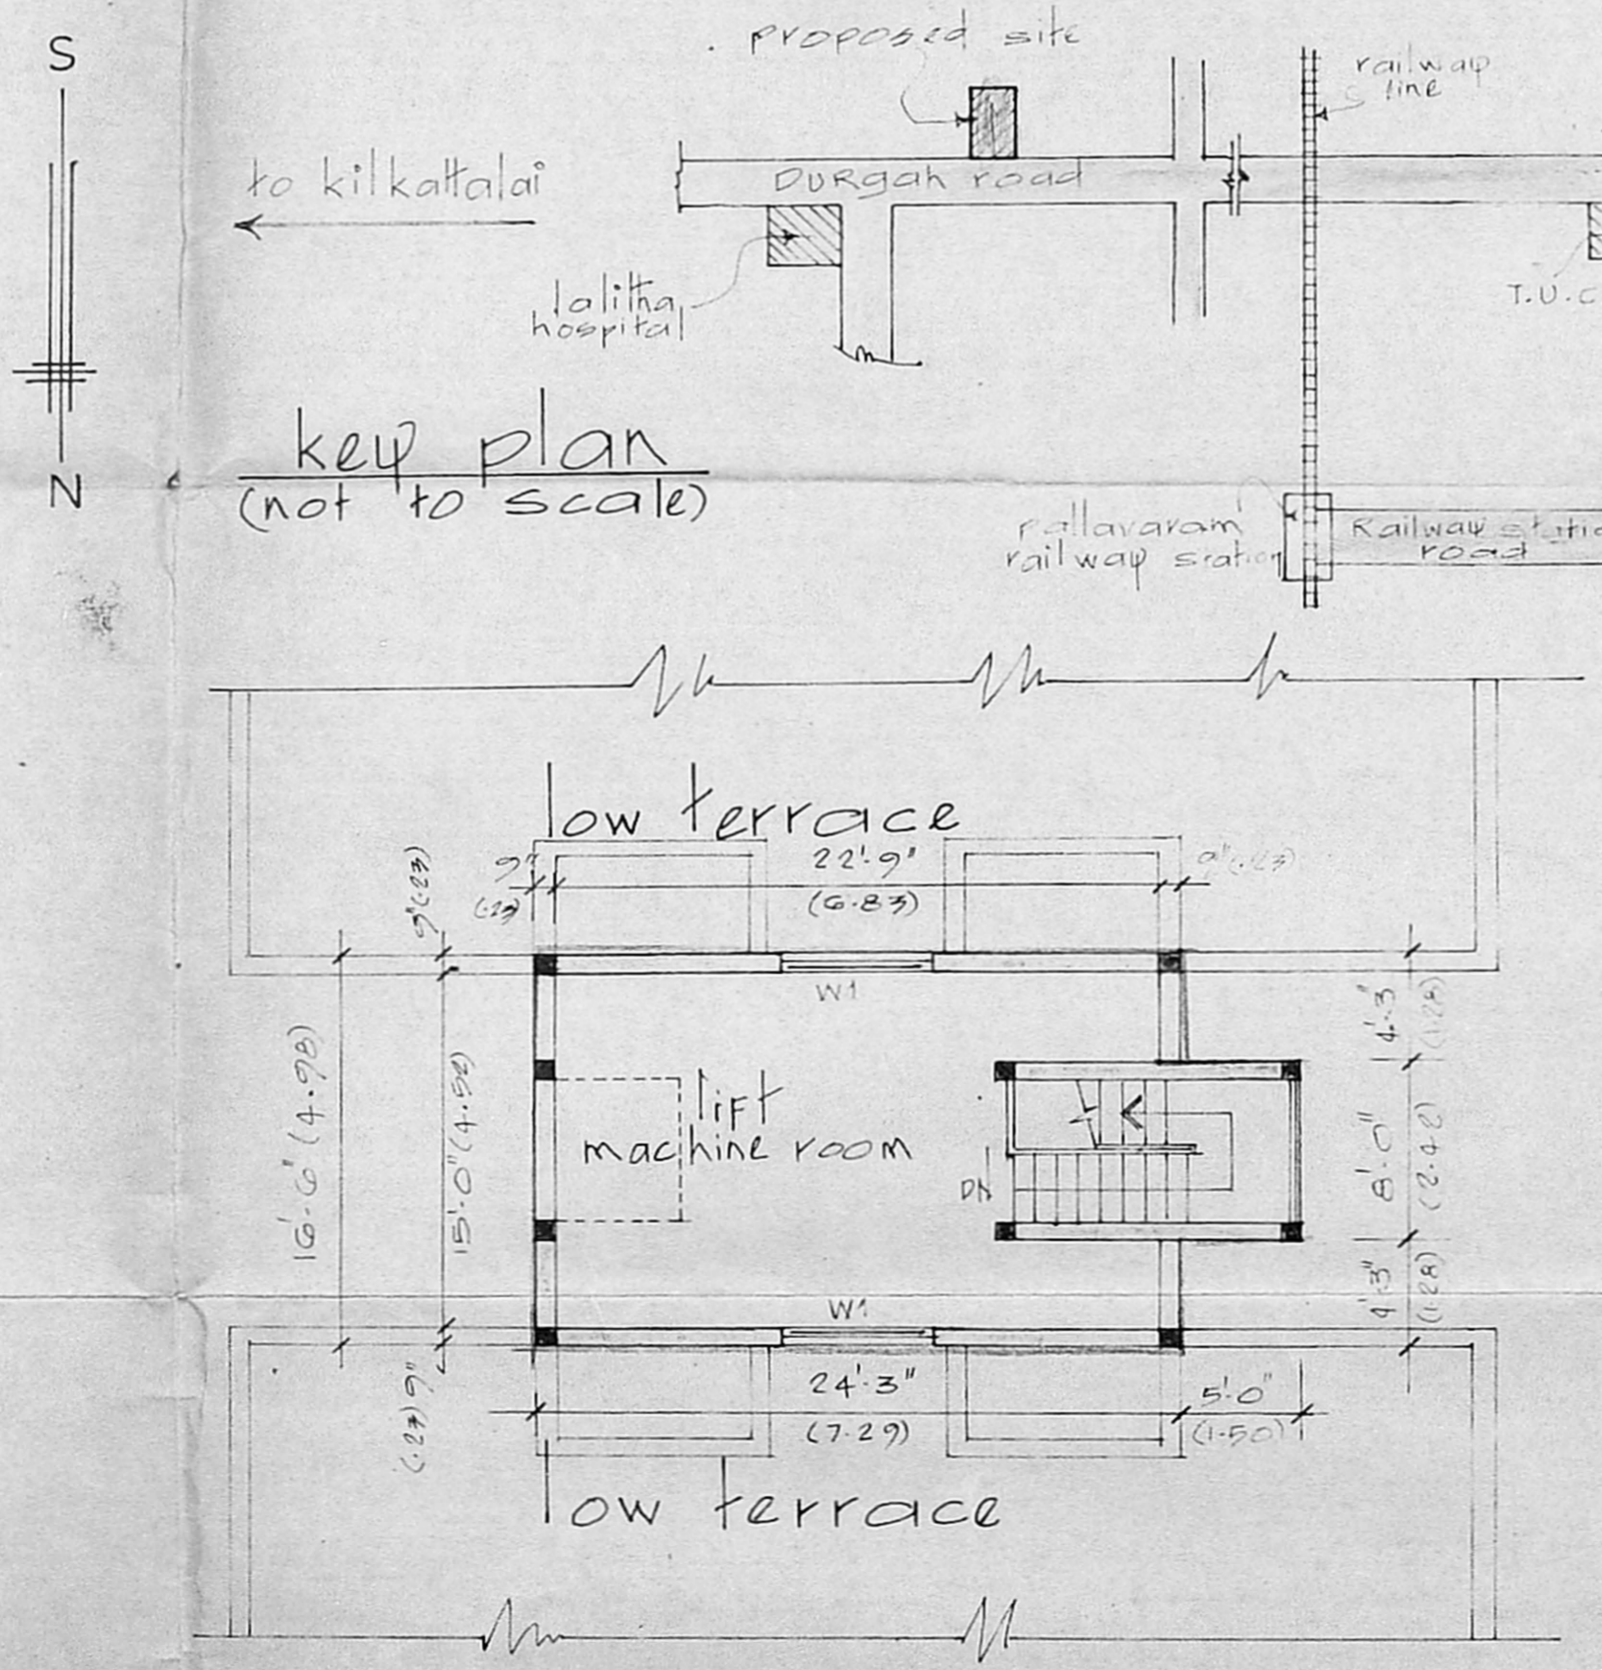 S
proposed site
railway
line
to kilkattalai
Durgah road
lalitha
hospital
T.U.C
N
key plan
(not to scale)
pallavaram
railway station
Railway
road
low terrace
9"
(.23)
22'-9"
(6.83)
9"(.23)
9"(.23)
W1
4'-3"
(1.28)
16'-6" (4.98)
15'-0" (4.52)
lift
machine room
DN
8'-0"
(2.42)
W1
4'-3"
(1.28)
(.23) 9"
24'-3"
(7.29)
5'-0"
(1.50)
low terrace